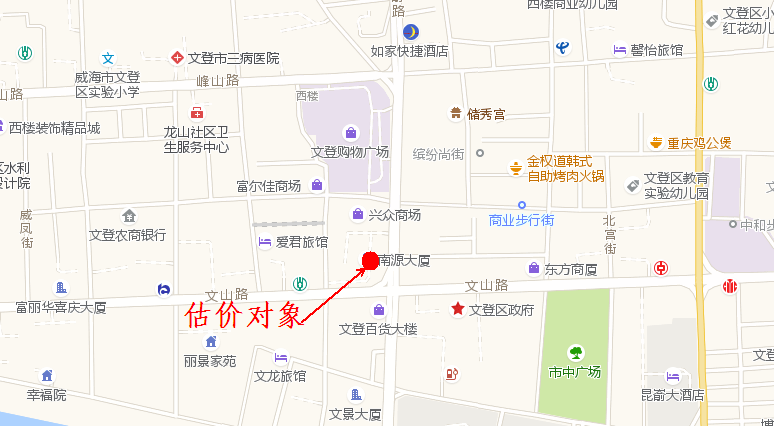 西楼商业幼儿园
路
文登区小
红花幼儿园
如家快捷酒店
馨怡旅馆
文登市三病医院
威海市文登
区实验小学
峰山路
山路
西楼
储秀宫
西楼装饰精品城
龙山社区卫
生服务中心
文登购物广场
缤纷尚街
重庆鸡公煲
金权道韩式
自助烤肉火锅
区水利
设计院
富尔佳商场
文登区教育
实验幼儿园
威凤街
兴众商场
商业步行街
北宫街
中和步
文登农商银行
爱君旅馆
南源大厦
东方商厦
文山路
文山路
富丽华喜庆大厦
估价对象
文登百货大楼
文登区政府
丽景家苑
文登
文龙旅馆
市中广场
幸福院
昆嵛大酒店
文景大厦